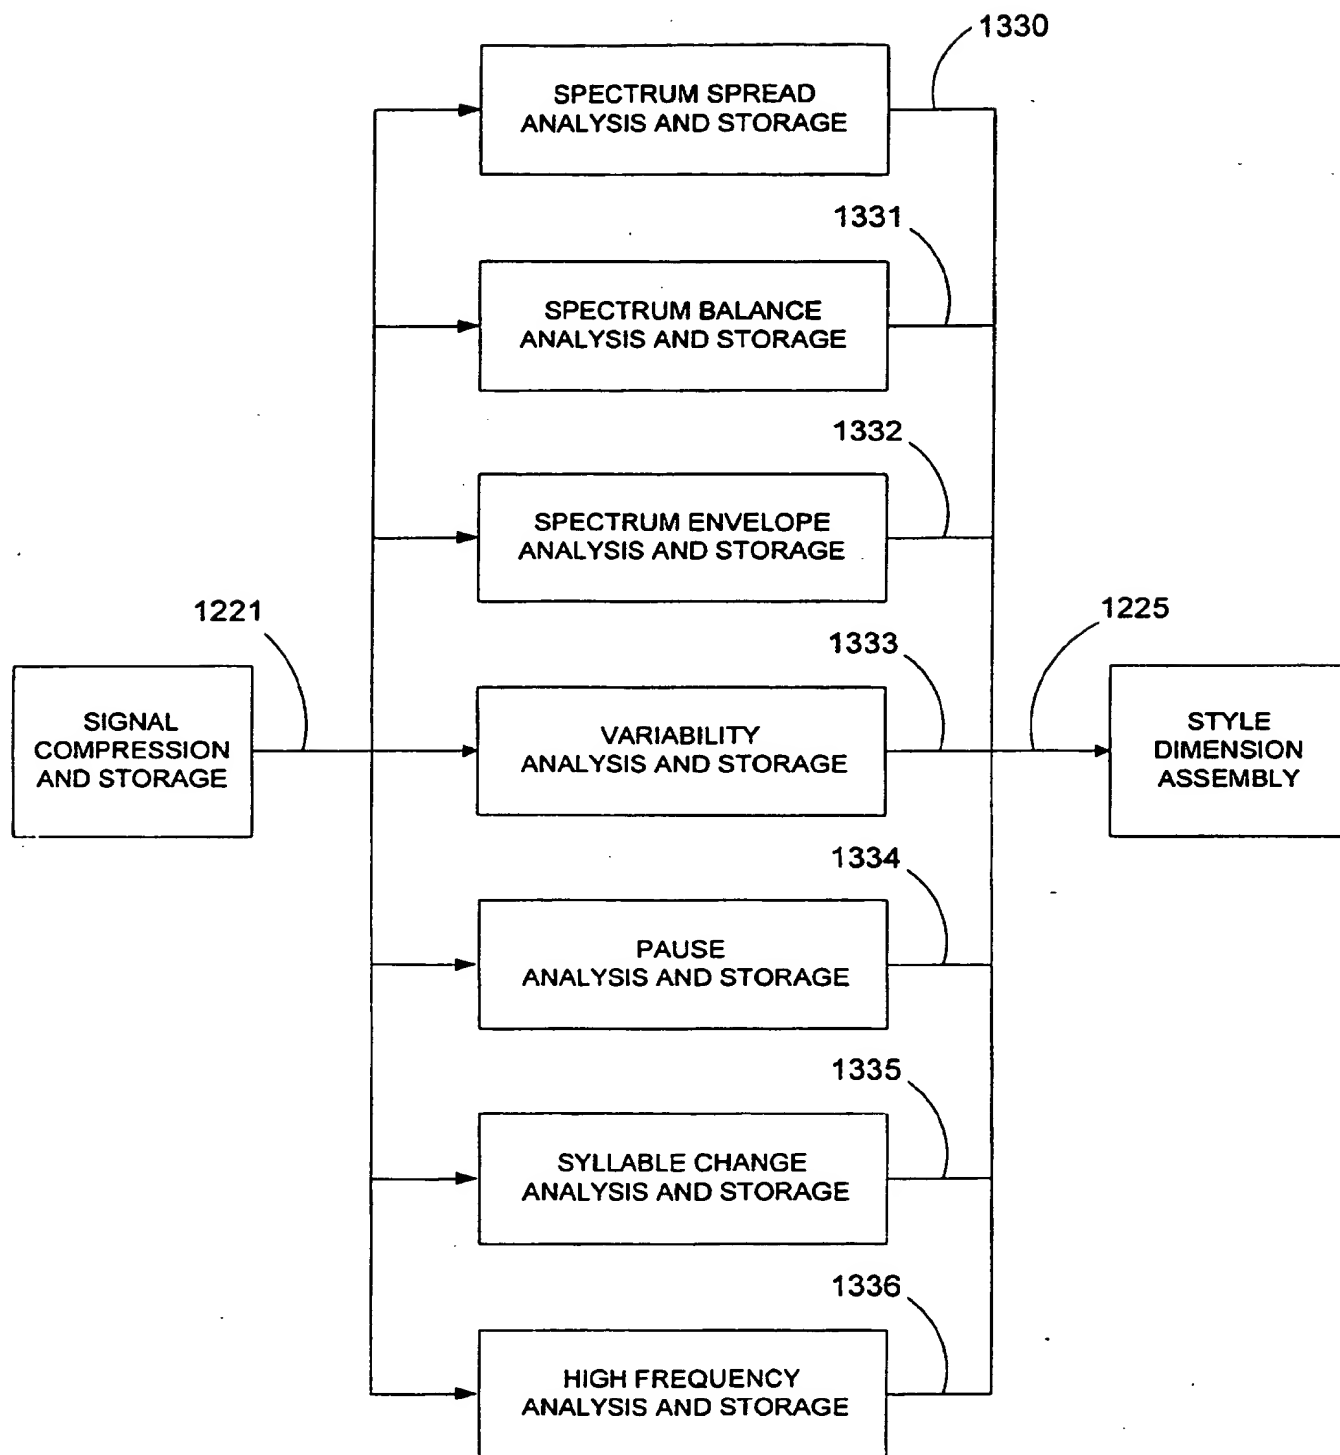 1330
SPECTRUM SPREAD
ANALYSIS AND STORAGE
1331
SPECTRUM BALANCE
ANALYSIS AND STORAGE
1332
SPECTRUM ENVELOPE
ANALYSIS AND STORAGE
1221
1333
1225
SIGNAL
COMPRESSION
AND STORAGE
VARIABILITY
ANALYSIS AND STORAGE
STYLE
DIMENSION
ASSEMBLY
1334
PAUSE
ANALYSIS AND STORAGE
1335
SYLLABLE CHANGE
ANALYSIS AND STORAGE
1336
HIGH FREQUENCY
ANALYSIS AND STORAGE